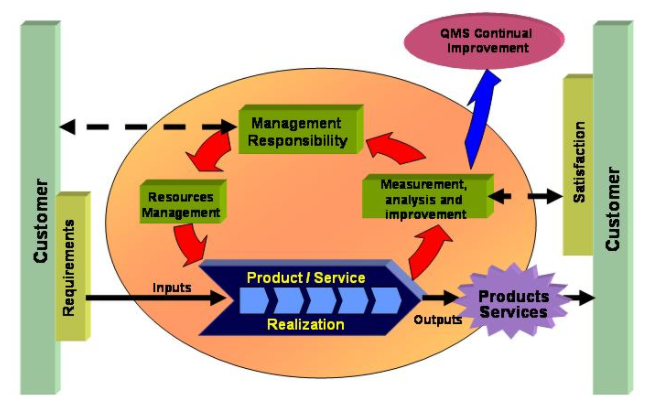 QMS Continual
Improvement
Management
Responsibility
Resources
Management
Measurement,
analysis and
improvement
Satisfaction
Customer
Requirements
Customer
Inputs
Product / Service
Realization
Outputs
Products
Services